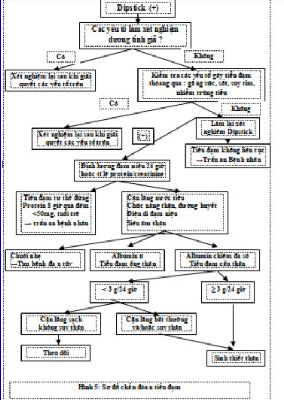 Dipstick (+)
Các yếu tố làm xét nghiệm
dương tính giả ?
Có
Không
Xét nghiệm lại sau khi giải
quyết các yếu tố trên
Kiểm tra các yếu tố gây tiểu đạm
thoáng qua : gắng sức, sốt, suy tim,
nhiễm trùng tiểu
Có
Không
Xét nghiệm lại sau khi giải
quyết các yếu tố trên
(+)
Làm lại xét
nghiệm Dipstick
Tiểu đạm không liên tục
→Trấn an Bệnh nhân
Định lượng đạm niệu 24 giờ
hoặc tỉ lệ protein/creatinine
Tiểu đạm tư thế đứng
Protein 8 giờ qua đêm
<50mg, tuổi trẻ
→ trấn an bệnh nhân
Cặn lắng nước tiểu
Chức năng thận, đường huyết
Điện di đạm niệu
Siêu âm thận
Chuỗi nhẹ
→Tìm bệnh đa u tủy
Albumin ít
Tiểu đạm ống thận
Albumin chiếm đa số
Tiểu đạm cầu thận
< 3 g/24 giờ
≥ 3 g/24 giờ
Cặn lắng sạch
không suy thận
Cặn lắng bất thường
và/hoặc suy thận
Theo dõi
Sinh thiết thận
Hình 5: Sơ đồ chẩn đoán tiểu đạm